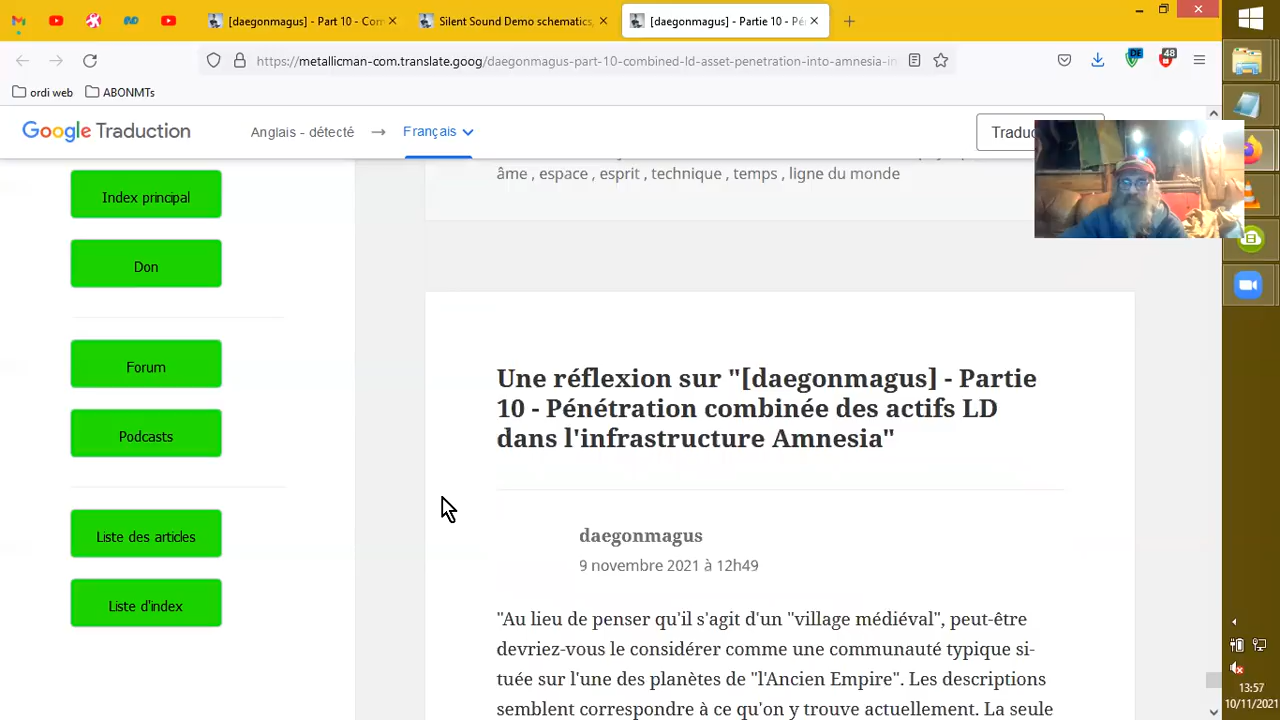 [daegonmagus] - Part 10 - Com
Silent Sound Demo schematics,
[daegonmagus] - Partie 10 - Pé
https://metallicman-com.translate.goog/daegonmagus-part-10-combined-ld-asset-penetration-into-amnesia-in
DE
48
ordi web
ABONMTs
Google Traduction
Anglais - détecté
Français
Traduc
âme , espace , esprit , technique , temps , ligne du monde
Index principal
Don
Forum
Podcasts
Liste des articles
Liste d'index
Une réflexion sur "[daegonmagus] - Partie
10 - Pénétration combinée des actifs LD
dans l'infrastructure Amnesia"
daegonmagus
9 novembre 2021 à 12h49
"Au lieu de penser qu'il s'agit d'un "village médiéval", peut-être
devriez-vous le considérer comme une communauté typique si-
tuée sur l'une des planètes de "l'Ancien Empire". Les descriptions
semblent correspondre à ce qu'on y trouve actuellement. La seule
13:57
10/11/2021